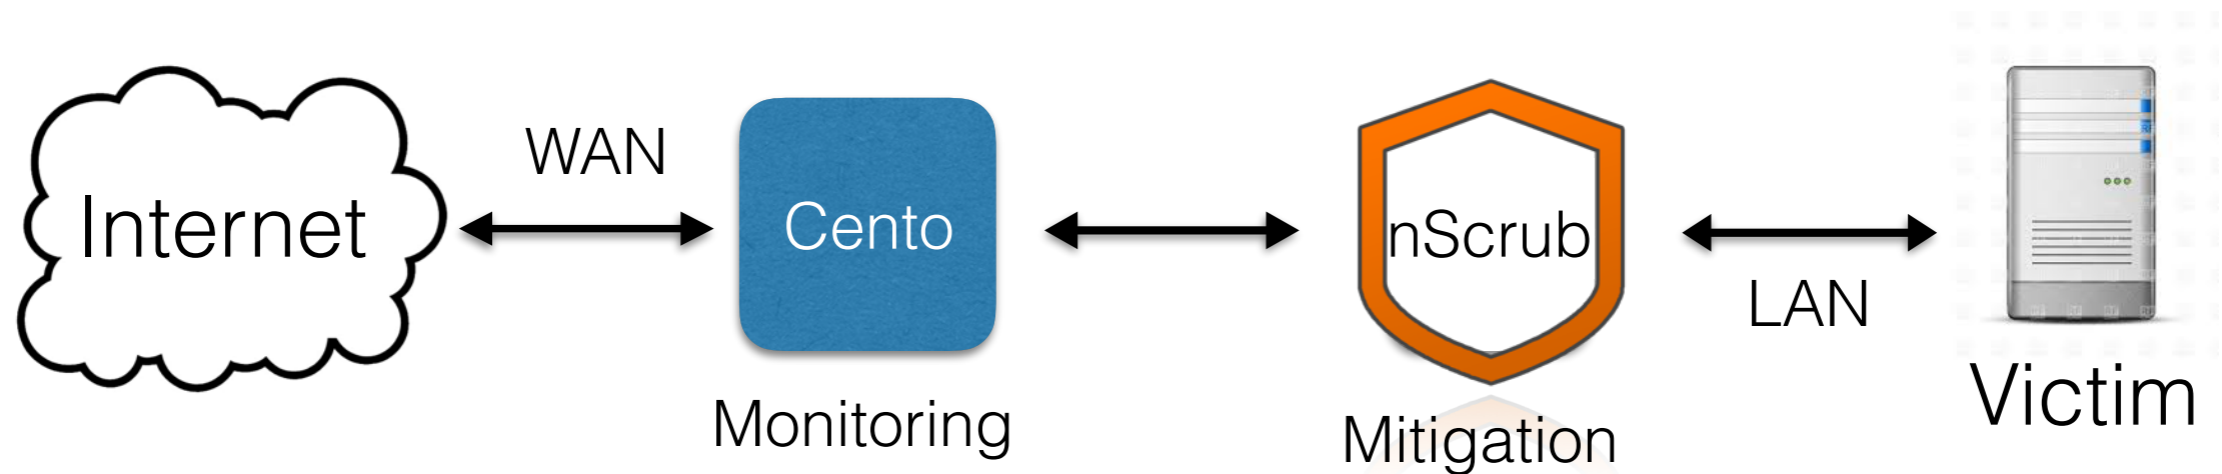 Internet
WAN
Cento
Monitoring
nScrub
Mitigation
LAN
Victim